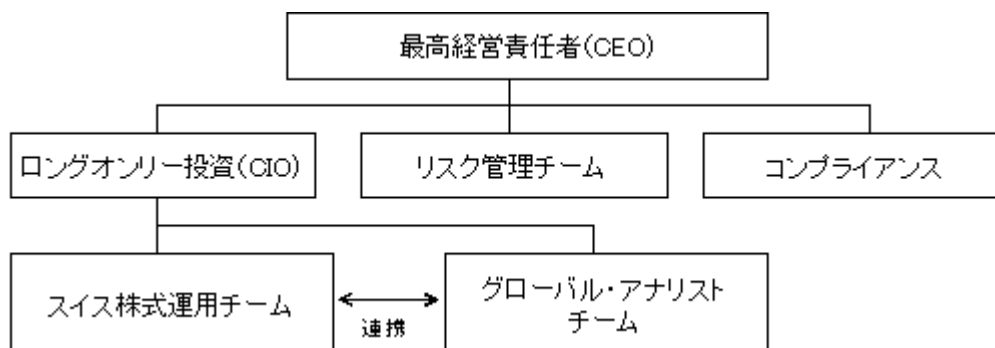 最高経営責任者(CEO)
ロングオンリー投資(CIO)
リスク管理チーム
コンプライアンス
スイス株式運用チーム
連携
グローバル・アナリスト
チーム